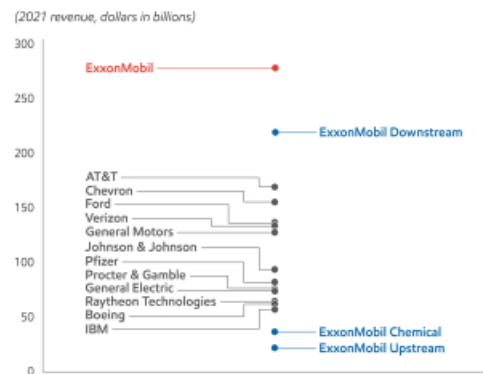 (2021 revenue, dollars in billions)
300
ExxonMobil
250
ExxonMobil Downstream
200
AT&T
Chevron
Ford
150
Verizon
General Motors
Johnson & Johnson
100
Pfizer
Procter & Gamble
General Electric
Raytheon Technologies
50
Boeing
IBM
ExxonMobil Chemical
ExxonMobil Upstream
0